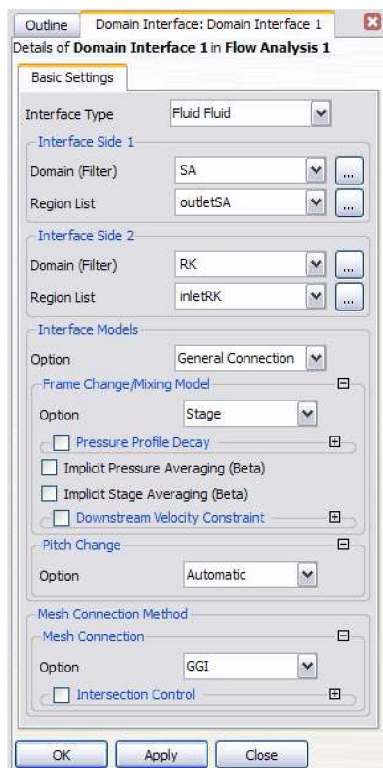 Outline Domain Interface: Domain Interface 1
Details of Domain Interface 1 in Flow Analysis 1
Basic Settings
Interface Type Fluid Fluid
Interface Side 1
Domain (Filter) SA ...
Region List outletSA ...
Interface Side 2
Domain (Filter) RK ...
Region List inletRK ...
Interface Models
Option General Connection
Frame Change/Mixing Model
Option Stage
Pressure Profile Decay
Implicit Pressure Averaging (Beta)
Implicit Stage Averaging (Beta)
Downstream Velocity Constraint
Pitch Change
Option Automatic
Mesh Connection Method
Mesh Connection
Option GGI
Intersection Control
OK Apply Close